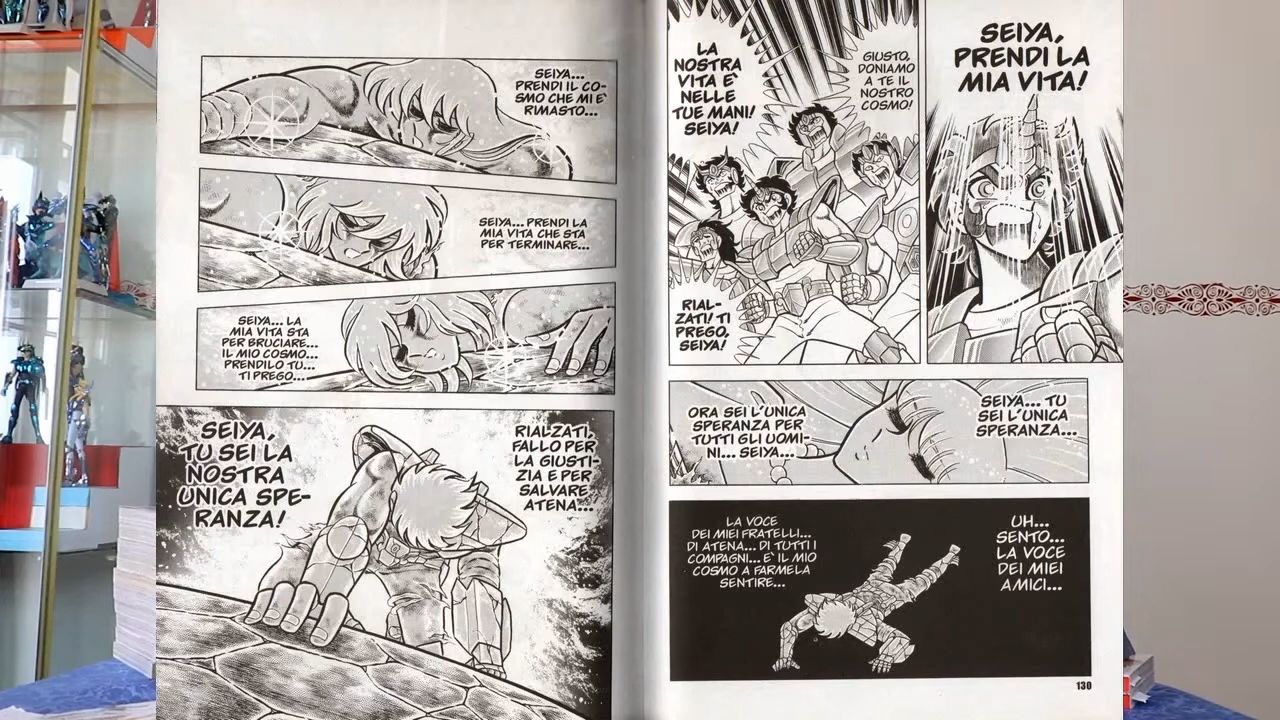 SEIYA,
PRENDI LA
MIA VITA!
GIUSTO,
DONIAMO
A TE IL
NOSTRO
COSMO!
LA
NOSTRA
VITA È
NELLE
TUE MANI!
SEIYA!
RIAL-
ZATI! TI
PREGO,
SEIYA!
SEIYA... TU
SEI L'UNICA
SPERANZA...
ORA SEI L'UNICA
SPERANZA PER
TUTTI GLI UOMI-
NI... SEIYA...
UH...
SENTO...
LA VOCE
DEI MIEI
AMICI...
LA VOCE
DEI MIEI FRATELLI...
DI ATENA... DI TUTTI I
COMPAGNI... È IL MIO
COSMO A FARMELA
SENTIRE...
130
SEIYA...
PRENDI IL CO-
SMO CHE MI È
RIMASTO...
SEIYA... PRENDI LA
MIA VITA CHE STA
PER TERMINARE...
SEIYA... LA
MIA VITA STA
PER BRUCIARE...
IL MIO COSMO...
PRENDILO TU...
TI PREGO...
RIALZATI,
FALLO PER
LA GIUSTI-
ZIA E PER
SALVARE
ATENA...
SEIYA,
TU SEI LA
NOSTRA
UNICA SPE-
RANZA!